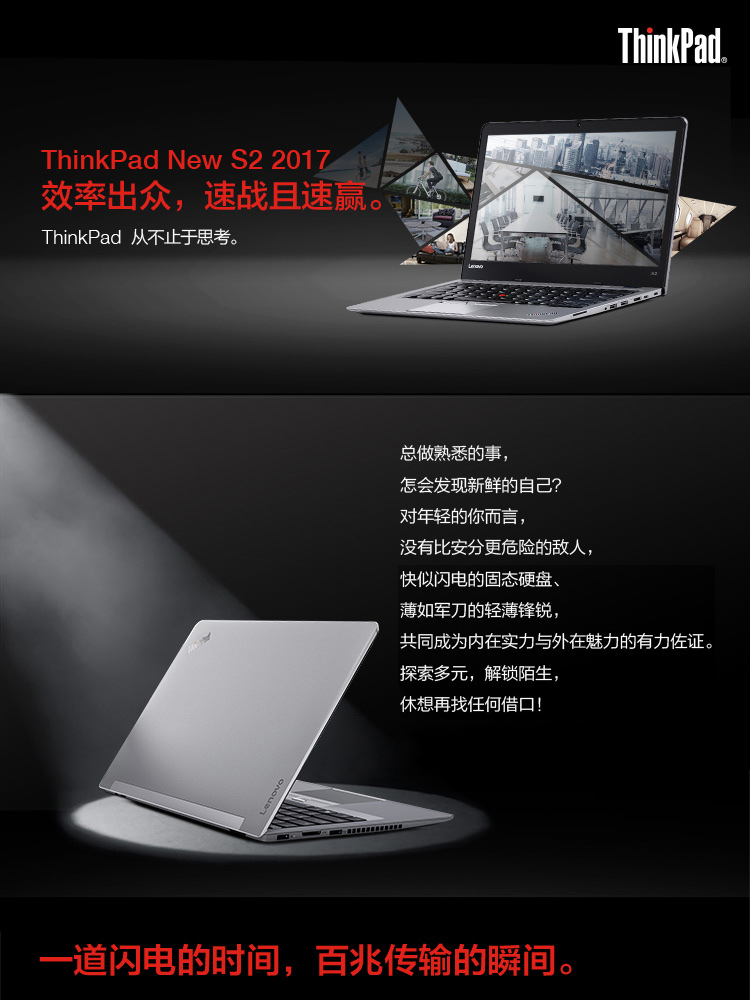 ThinkPad®
ThinkPad New S2 2017
效率出众，速战且速赢。
ThinkPad 从不止于思考。
Lenovo
S2
ThinkPad
总做熟悉的事，
怎会发现新鲜的自己？
对年轻的你而言，
没有比安分更危险的敌人，
快似闪电的固态硬盘、
薄如军刀的轻薄锋锐，
共同成为内在实力与外在魅力的有力佐证。
探索多元，解锁陌生，
休想再找任何借口！
ThinkPad
Lenovo
一道闪电的时间，百兆传输的瞬间。